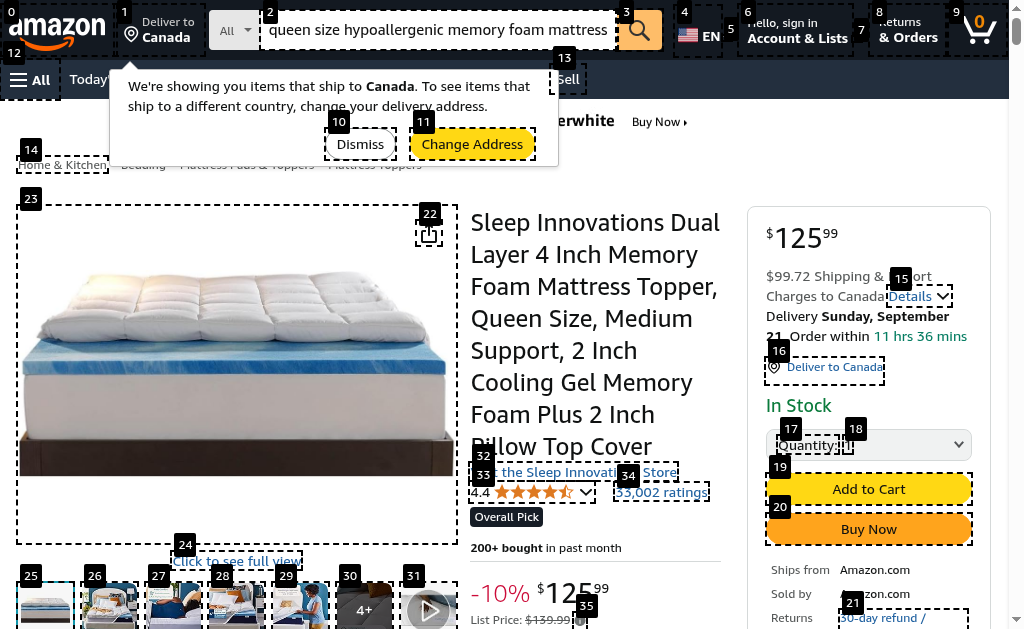 0
1
2
3
4
5
6
7
8
9
amazon
Deliver to
Canada
All
queen size hypoallergenic memory foam mattress
EN
Hello, sign in
Account & Lists
Returns
& Orders
0
12
13
All
Today'
Sell
We're showing you items that ship to Canada. To see items that
ship to a different country, change your delivery address.
10
11
Dismiss
Change Address
erwhite
Buy Now
14
Home & Kitchen
Bedding
Mattress Pads & Toppers
Mattress Toppers
23
22
Sleep Innovations Dual
Layer 4 Inch Memory
Foam Mattress Topper,
Queen Size, Medium
Support, 2 Inch
Cooling Gel Memory
Foam Plus 2 Inch
Pillow Top Cover
32
the Sleep Innovati
Store
33
34
4.4
33,002 ratings
Overall Pick
200+ bought in past month
-10% $125 99
35
List Price: $139.99
24
Click to see full view
25
26
27
28
29
30
31
4+
$125 99
$99.72 Shipping &
ort
15
Charges to Canada Details
Delivery Sunday, September
21. Order within 11 hrs 36 mins
16
Deliver to Canada
In Stock
17
18
Quantity: 1
19
Add to Cart
20
Buy Now
Ships from Amazon.com
Sold by
zon.com
21
Returns 30-day refund /